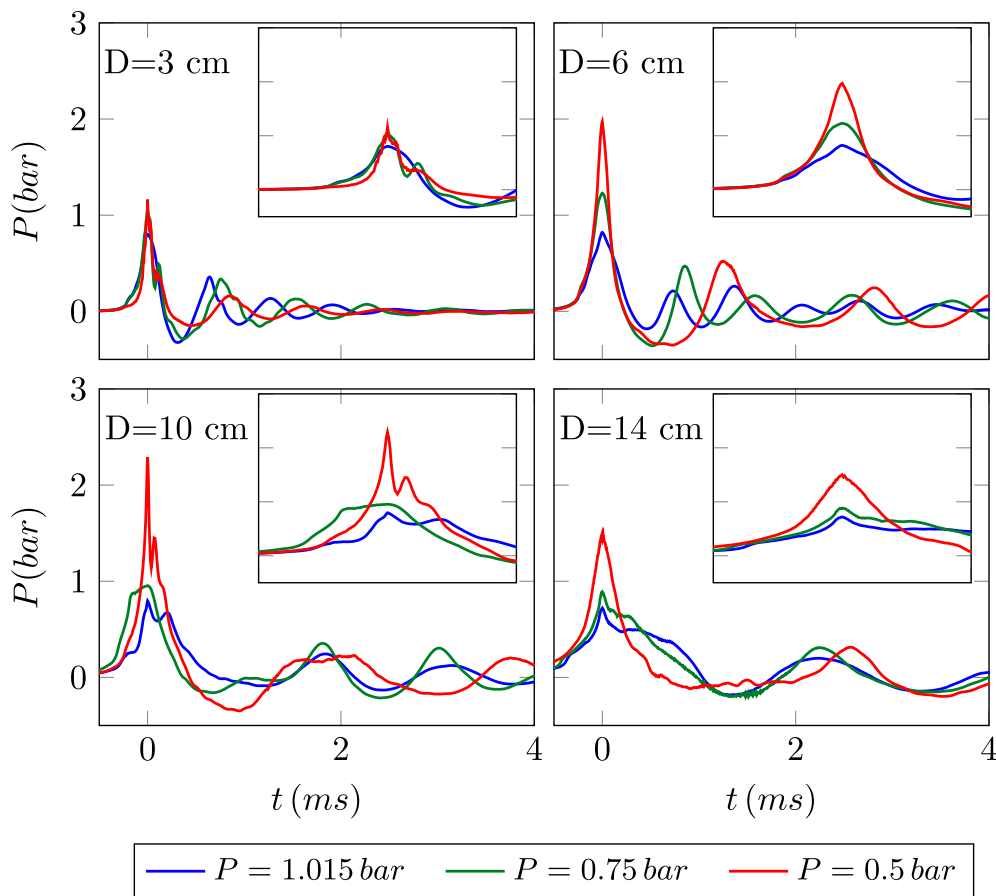 3
D=3 cm
D=6 cm
2
P(bar)
1
0
3
D=10 cm
D=14 cm
2
P(bar)
1
0
0 2 4 0 2 4
t (ms) t (ms)
P = 1.015 bar P = 0.75 bar P = 0.5 bar